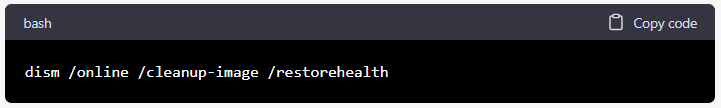 bash Copy code
dism /online /cleanup-image /restorehealth